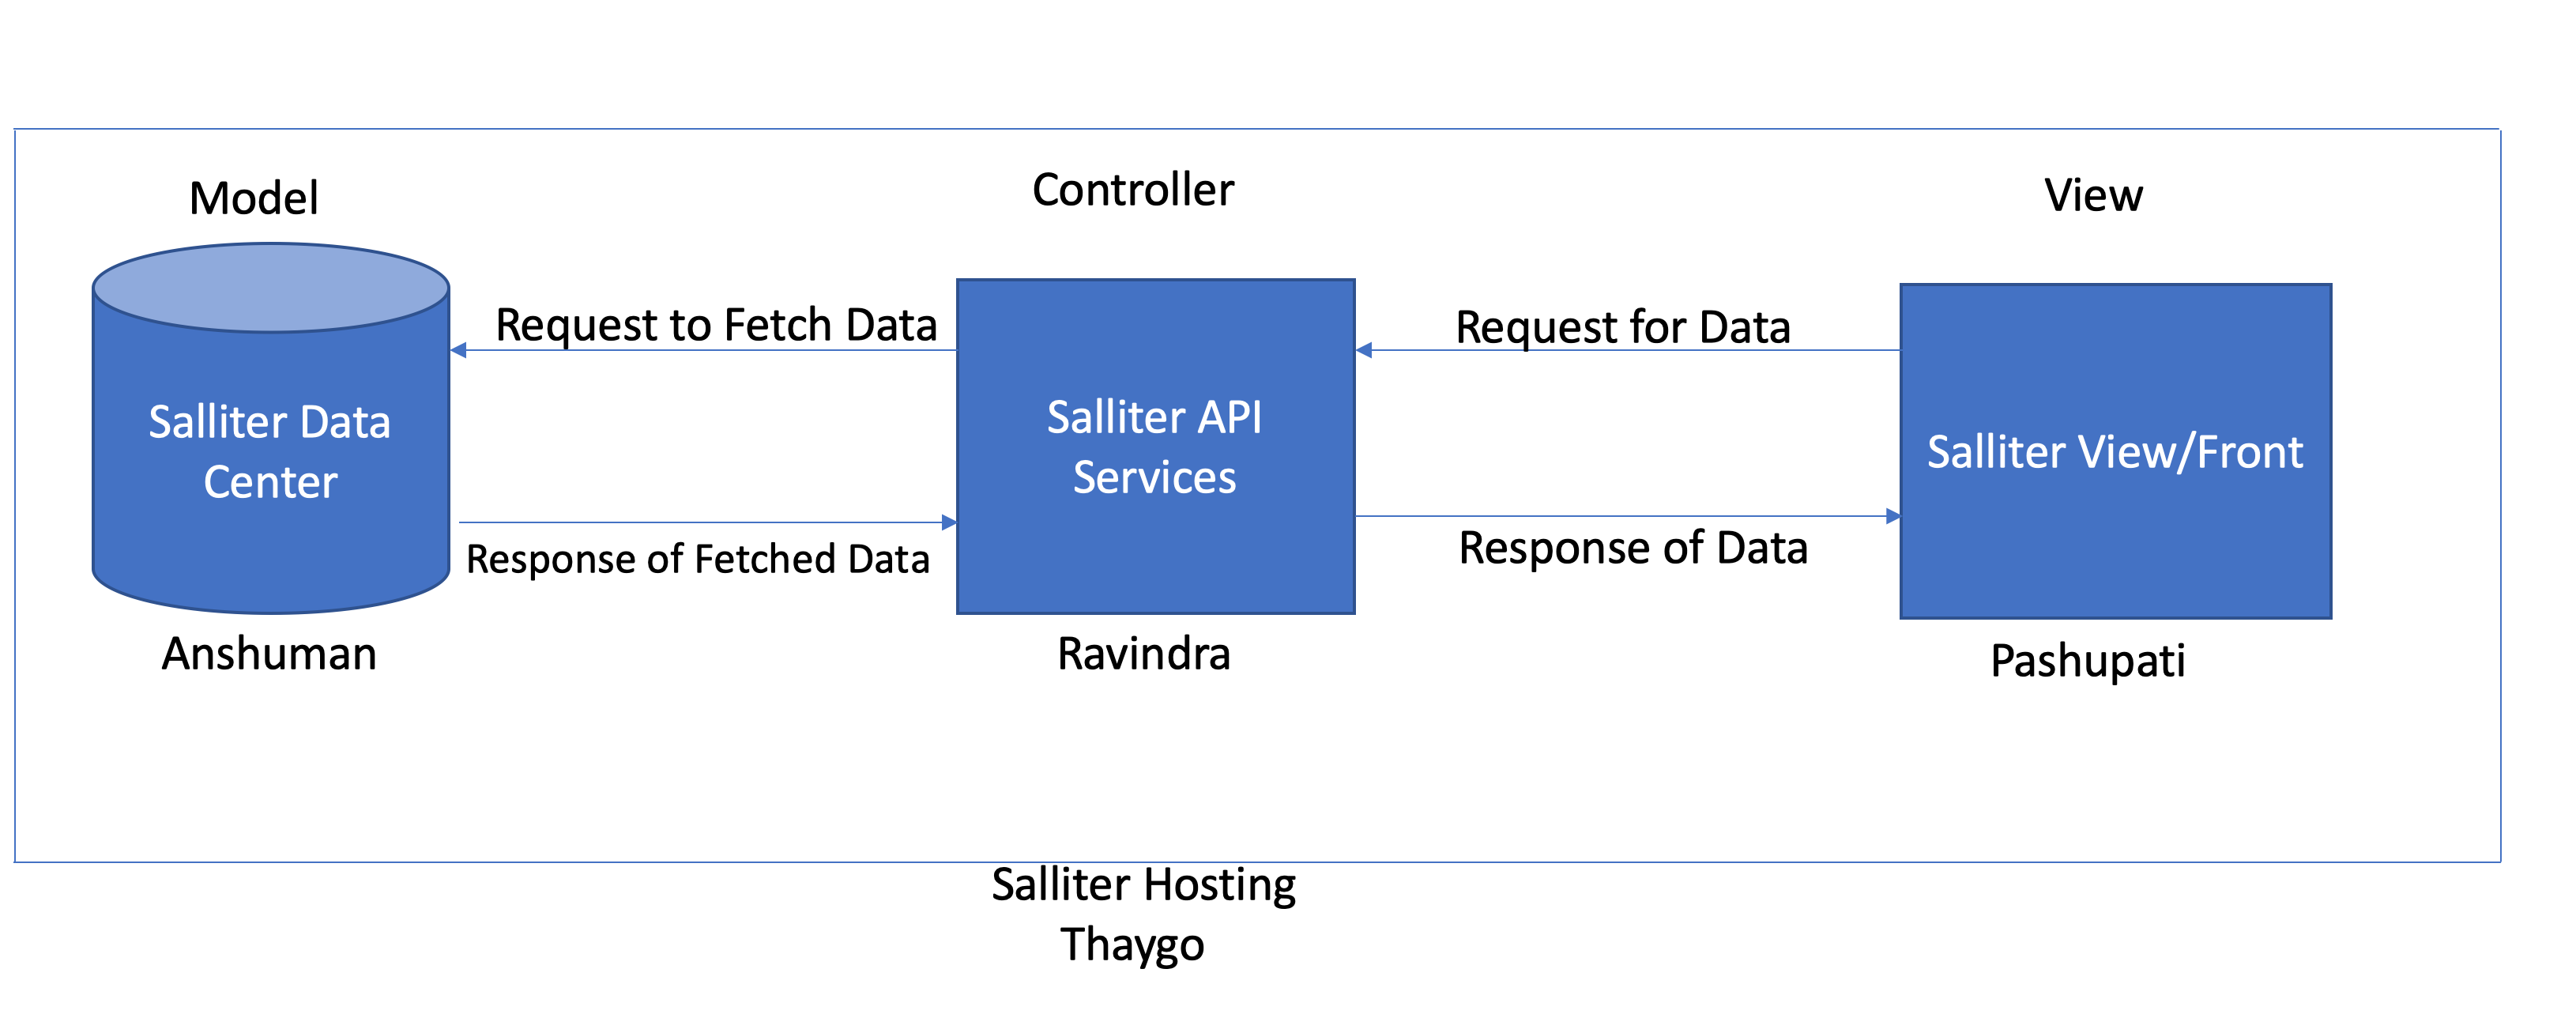 Model
Controller
View
Request to Fetch Data
Request for Data
Salliter Data
Center
Salliter API
Services
Salliter View/Front
Response of Fetched Data
Response of Data
Anshuman
Ravindra
Pashupati
Salliter Hosting
Thaygo